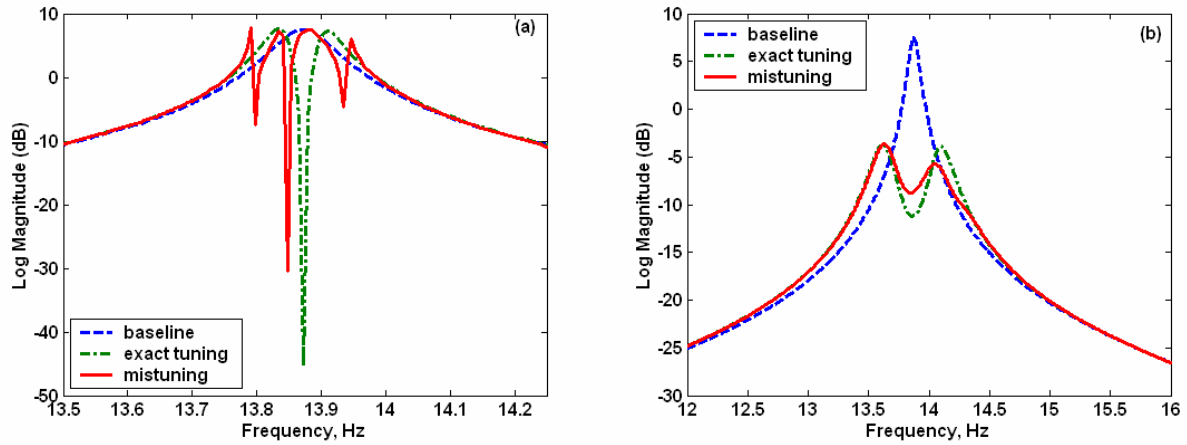 (a)
10
0
-10
-20
-30
-40
-50
Log Magnitude (dB)
baseline
exact tuning
mistuning
13.5 13.6 13.7 13.8 13.9 14 14.1 14.2
Frequency, Hz
(b)
10
5
0
-5
-10
-15
-20
-25
-30
Log Magnitude (dB)
baseline
exact tuning
mistuning
12 12.5 13 13.5 14 14.5 15 15.5 16
Frequency, Hz